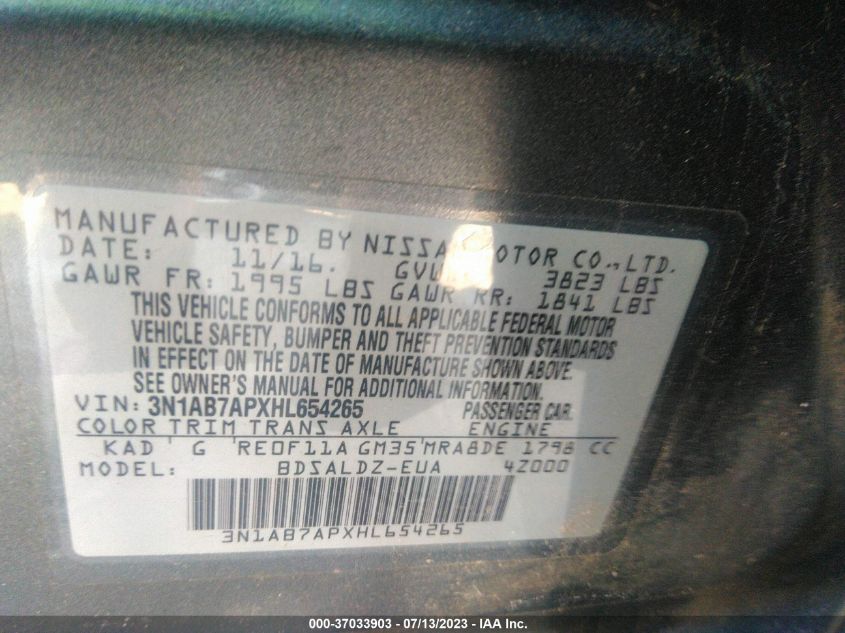 MANUFACTURED BY NISSA MOTOR CO., LTD.
DATE: 11/16. GVW 3823 LBS
GAWR FR: 1995 LBS GAWR RR: 1841 LBS
THIS VEHICLE CONFORMS TO ALL APPLICABLE FEDERAL MOTOR
VEHICLE SAFETY, BUMPER AND THEFT PREVENTION STANDARDS
IN EFFECT ON THE DATE OF MANUFACTURE SHOWN ABOVE.
SEE OWNER'S MANUAL FOR ADDITIONAL INFORMATION.
VIN: 3N1AB7APXHL654265 PASSENGER CAR.
COLOR TRIM TRANS AXLE ENGINE
KAD G RE0F11A GM35 MRA8DE 1798 CC
MODEL: BDSALDZ-EUA 4Z000
3N1AB7APXHL654265
000-37033903 - 07/13/2023 - IAA Inc.